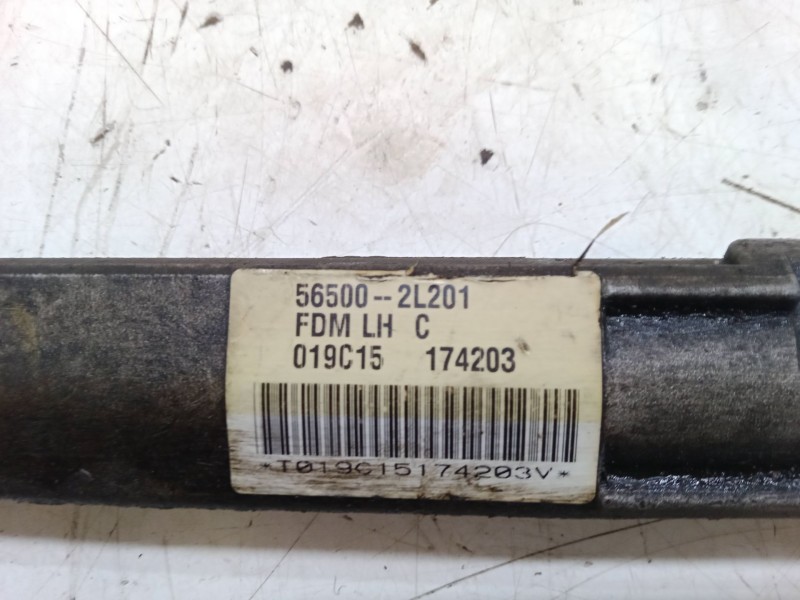 56500--2L201
FDM LH C
019C15 174203
*T019C15174203V*